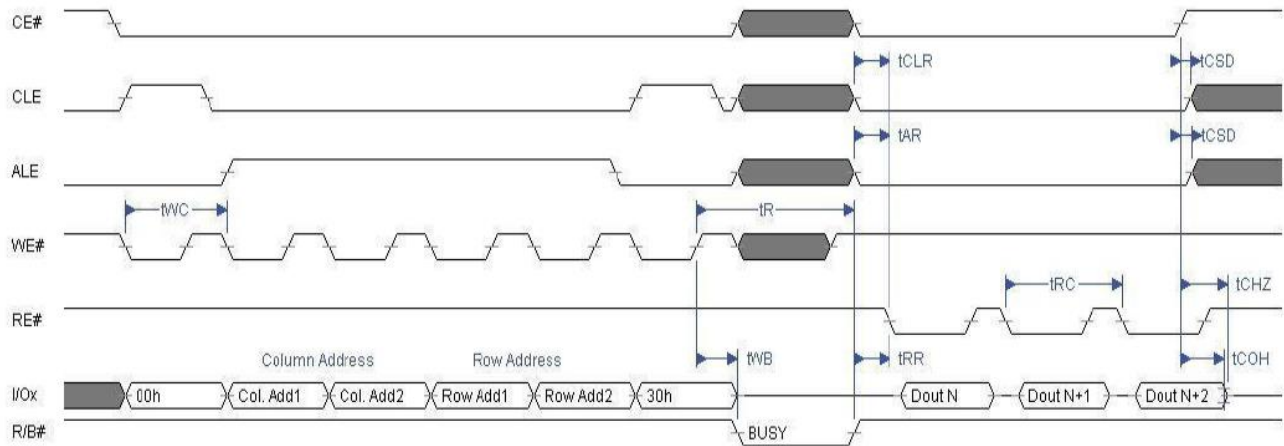 CE#
tCLR tCSD
CLE
tAR tCSD
ALE
tWC tR
WE#
tRC tCHZ
RE#
Column Address Row Address tWB tRR tCOH
I/Ox 00h Col. Add1 Col. Add2 Row Add1 Row Add2 30h Dout N Dout N+1 Dout N+2
R/B# BUSY